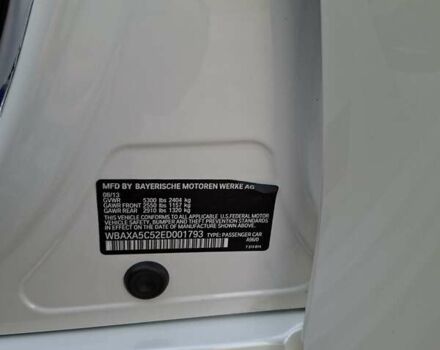 MFD BY BAYERISCHE MOTOREN WERKE AG
08/13
GVWR 5300 lbs 2404 kg
GAWR FRONT 2550 lbs 1157 kg
GAWR REAR 2910 lbs 1320 kg
THIS VEHICLE CONFORMS TO ALL APPLICABLE U.S. FEDERAL MOTOR
VEHICLE SAFETY, BUMPER, AND THEFT PREVENTION STANDARDS
IN EFFECT ON THE DATE OF MANUFACTURE SHOWN ABOVE.
WBAXA5C52ED001793 TYPE: PASSENGER CAR